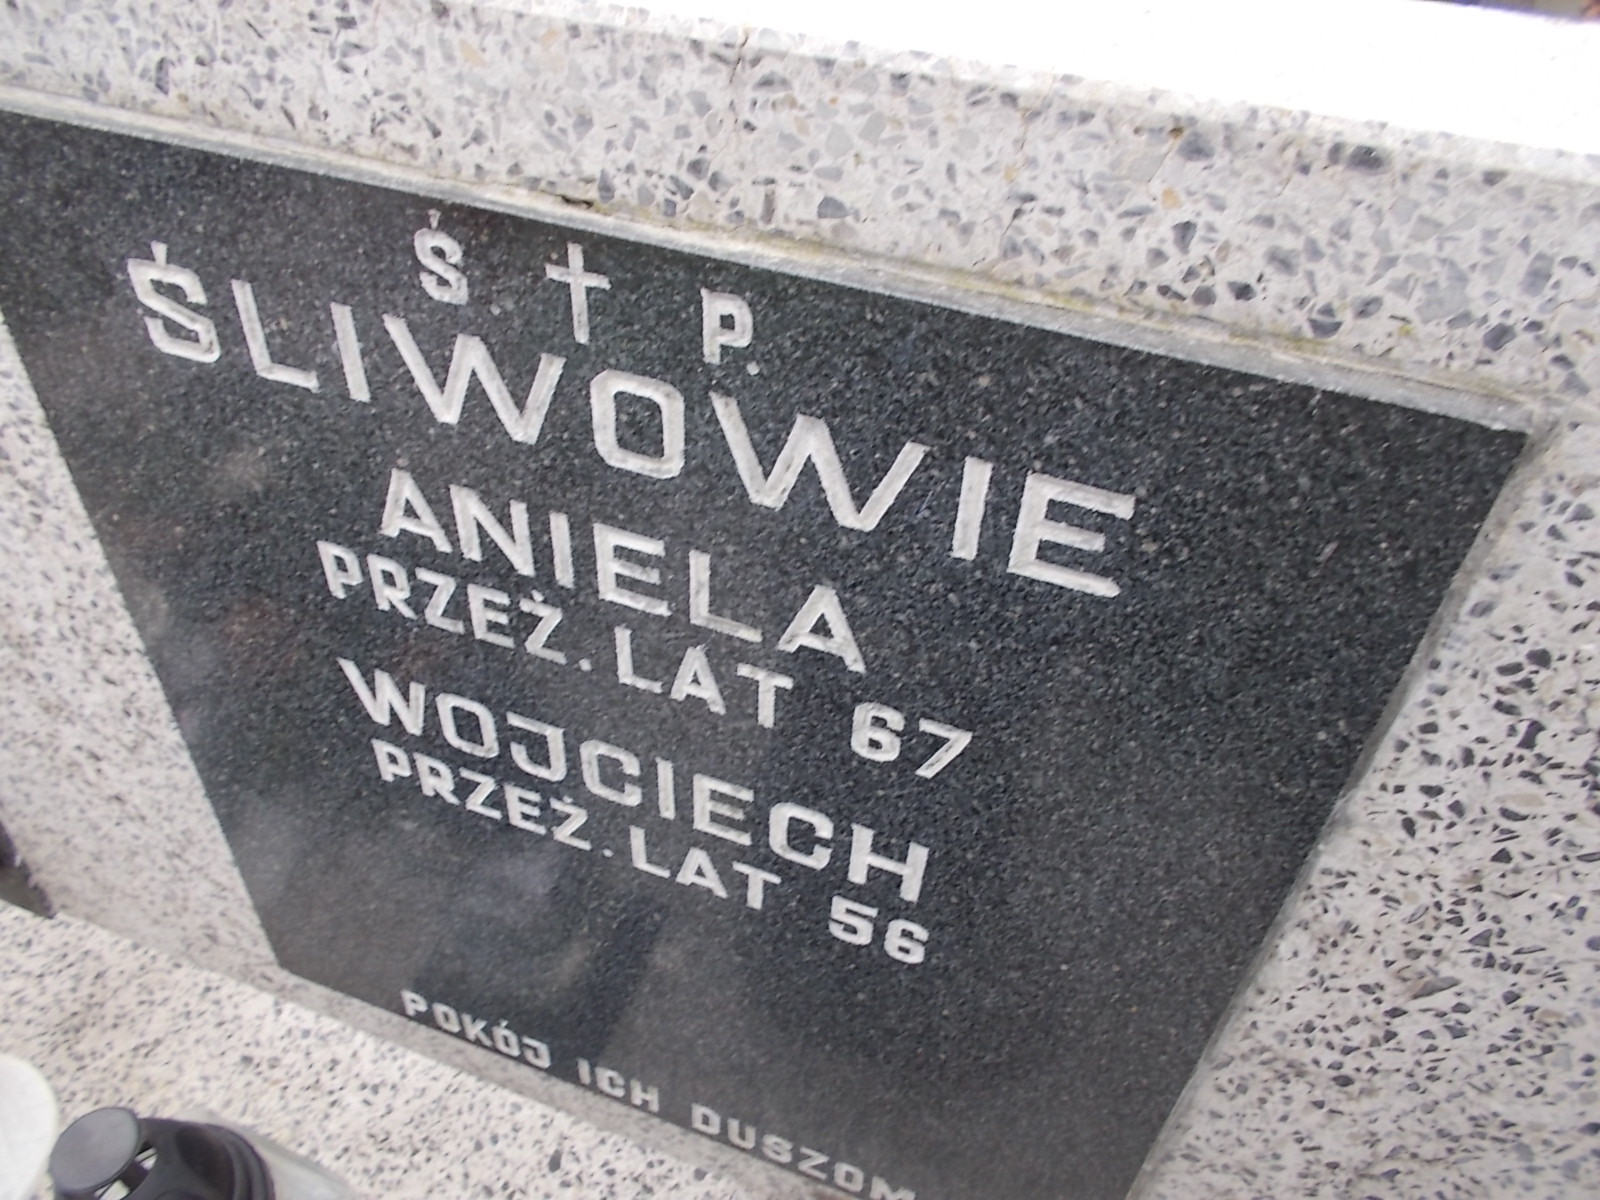 Ś † P.
ŚLIWOWIE
ANIELA
PRZEŻ. LAT 67
WOJCIECH
PRZEŻ. LAT 56
POKÓJ ICH DUSZOM